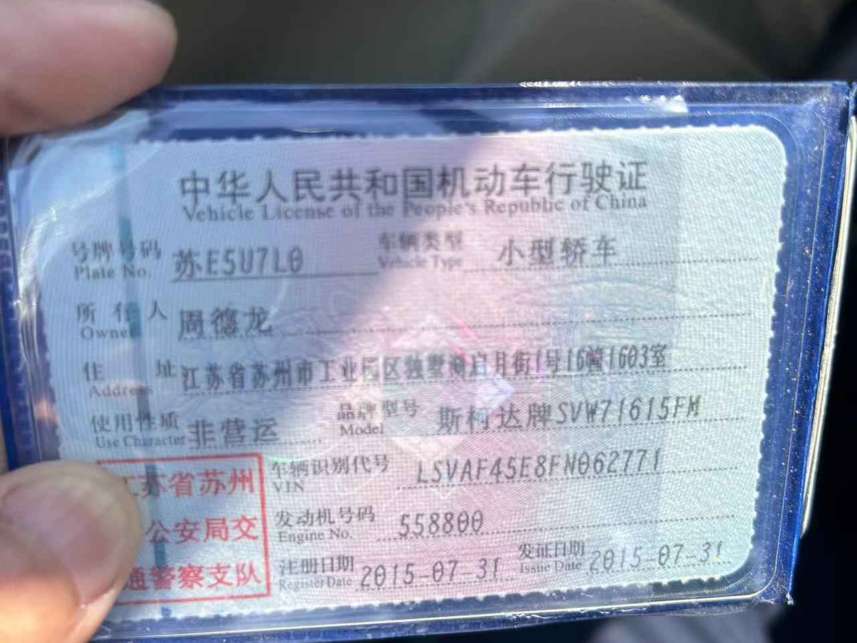 中华人民共和国机动车行驶证
Vehicle License of the People's Republic of China
号牌号码 苏E5U7L0 车辆类型 小型轿车
Plate No. Vehicle Type
所有人 周德龙
Owner
住址 江苏省苏州市工业园区独墅湖启月街1号16幢1603室
Address
使用性质 非营运 品牌型号 斯柯达牌SVW71615FM
Use Character Model
江苏省苏州 车辆识别代号 LSVAF45E8FN062771
VIN
公安局交 发动机号码 558800
Engine No.
通警察支队 注册日期 2015-07-31 发证日期 2015-07-31
Register Date Issue Date